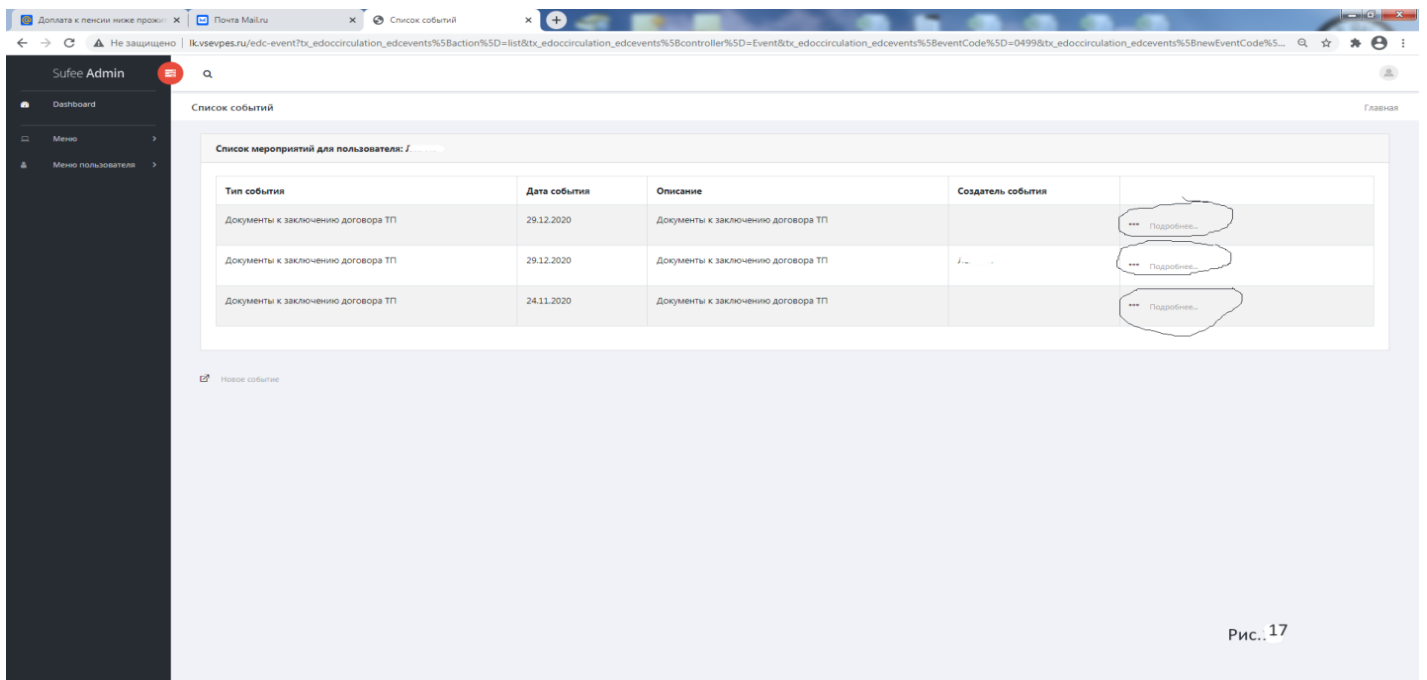 Доплата к пенсии ниже прожит
Почта Mail.ru
Список событий
Не защищено
lk.vsevpes.ru/edc-event?tx_edoccirculation_edcevents%5Baction%5D=list&tx_edoccirculation_edcevents%5Bcontroller%5D=Event&tx_edoccirculation_edcevents%5BeventCode%5D=0499&tx_edoccirculation_edcevents%5BnewEventCode%5...
Sufee Admin
Dashboard
Список событий
Главная
Меню
Меню пользователя
Список мероприятий для пользователя:
Тип события Дата события Описание Создатель события
Документы к заключению договора ТП 29.12.2020 Документы к заключению договора ТП Подробнее...
Документы к заключению договора ТП 29.12.2020 Документы к заключению договора ТП Подробнее...
Документы к заключению договора ТП 24.11.2020 Документы к заключению договора ТП Подробнее...
Новое событие
Рис. 17